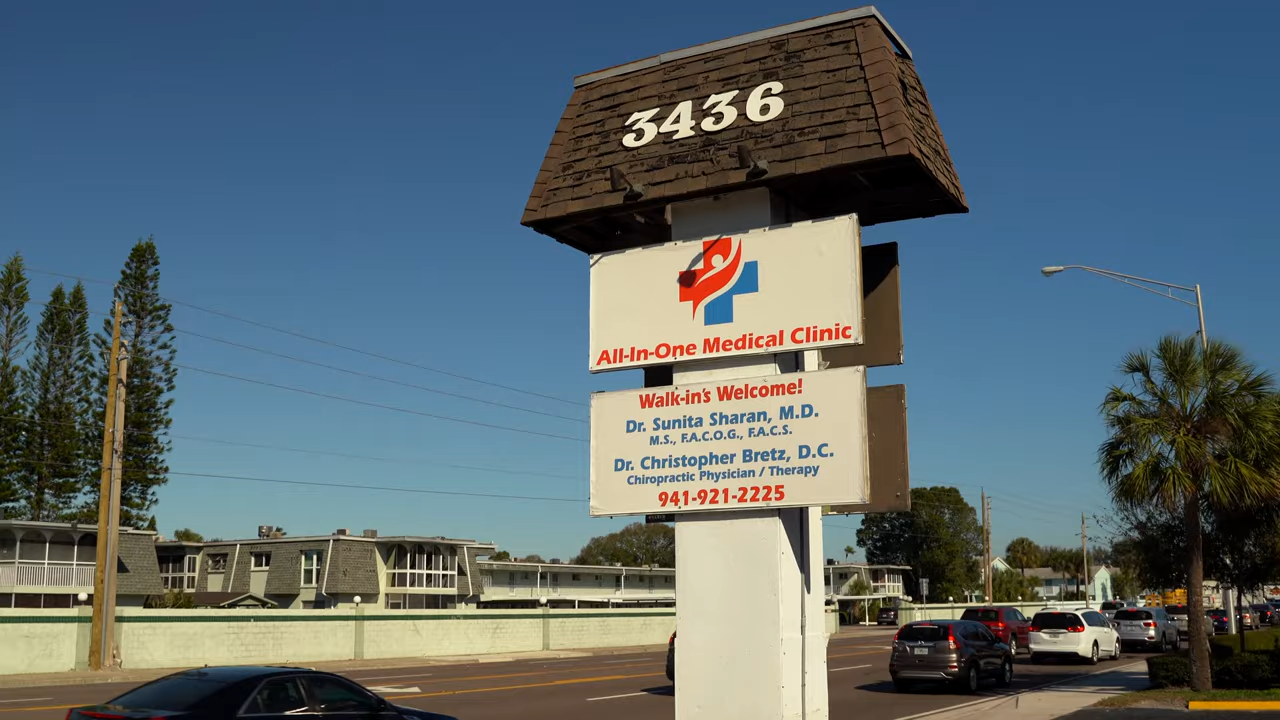 3436
All-In-One Medical Clinic
Walk-in's Welcome!
Dr. Sunita Sharan, M.D.
M.S., F.A.C.O.G., F.A.C.S.
Dr. Christopher Bretz, D.C.
Chiropractic Physician / Therapy
941-921-2225